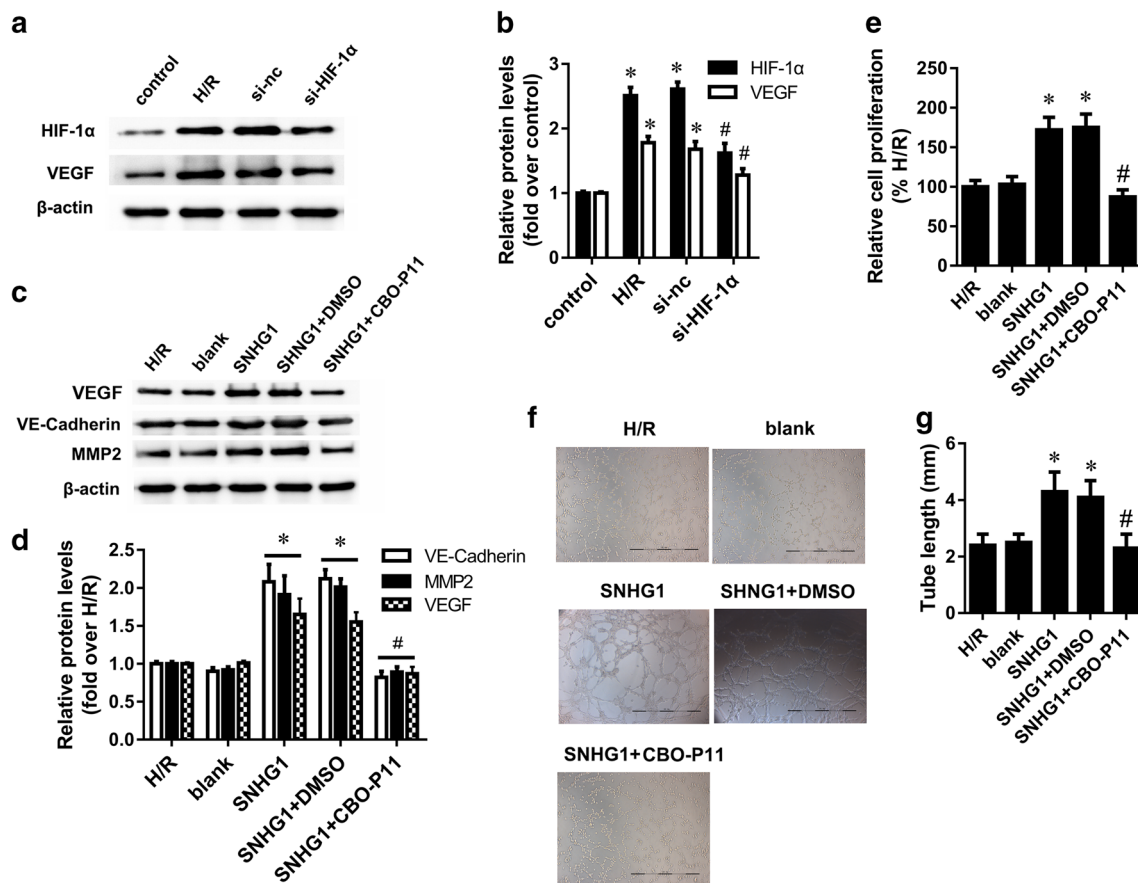 a
control
H/R
si-nc
si-HIF-1α
HIF-1α
VEGF
β-actin
b
Relative protein levels
(fold over control)
3
2
1
0
HIF-1α
VEGF
*
*
*
*
#
#
control
H/R
si-nc
si-HIF-1α
c
H/R
blank
SNHG1
SHNG1+DMSO
SNHG1+CBO-P11
VEGF
VE-Cadherin
MMP2
β-actin
d
Relative protein levels
(fold over H/R)
2.5
2.0
1.5
1.0
0.5
0.0
VE-Cadherin
MMP2
VEGF
*
*
#
H/R
blank
SNHG1
SNHG1+DMSO
SNHG1+CBO-P11
e
Relative cell proliferation
(% H/R)
250
200
150
100
50
0
*
*
#
H/R
blank
SNHG1
SNHG1+DMSO
SNHG1+CBO-P11
f
H/R
blank
SNHG1
SHNG1+DMSO
SNHG1+CBO-P11
g
Tube length (mm)
6
4
2
0
*
*
#
H/R
blank
SNHG1
SNHG1+DMSO
SNHG1+CBO-P11